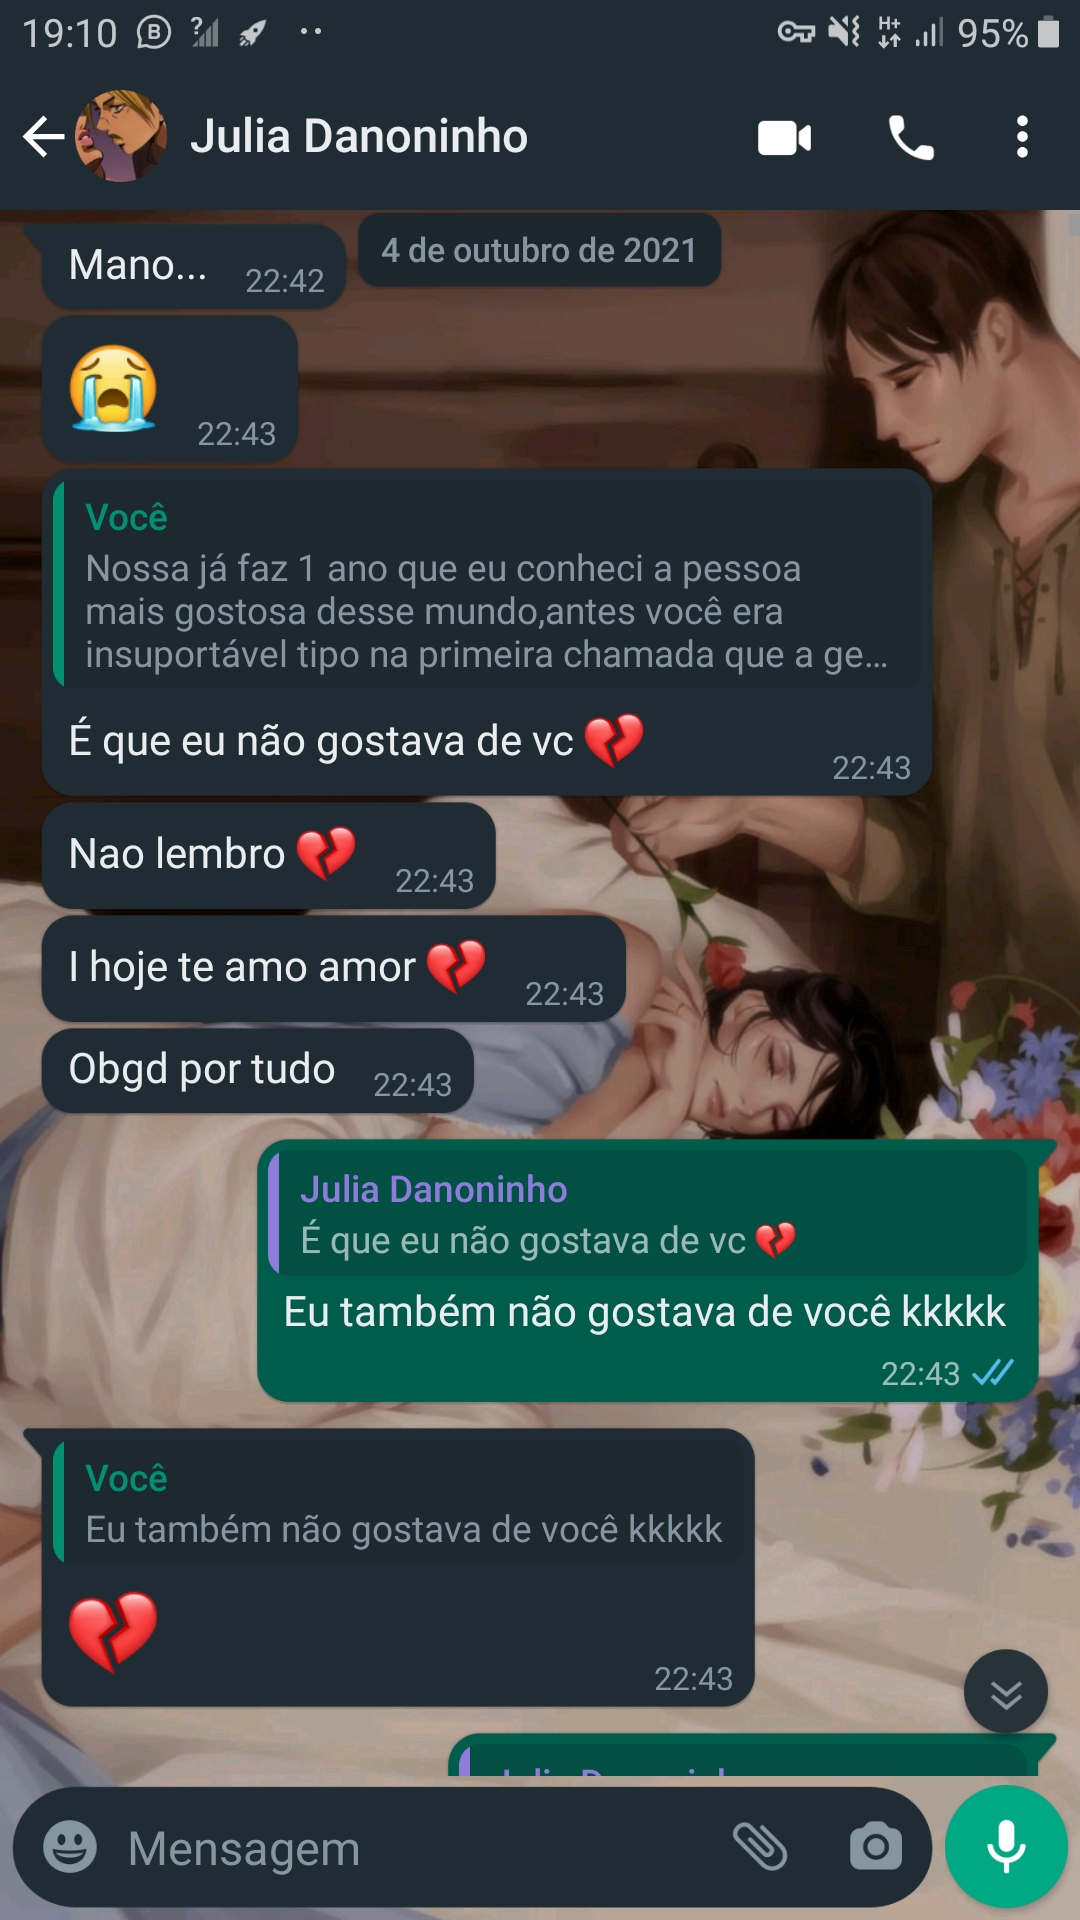 19:10
H+
95%
Julia Danoninho
4 de outubro de 2021
Mano...
22:42
😭
22:43
Você
Nossa já faz 1 ano que eu conheci a pessoa
mais gostosa desse mundo,antes você era
insuportável tipo na primeira chamada que a ge...
É que eu não gostava de vc 💔
22:43
Nao lembro 💔
22:43
I hoje te amo amor 💔
22:43
Obgd por tudo
22:43
Julia Danoninho
É que eu não gostava de vc 💔
Eu também não gostava de você kkkkk
22:43
Você
Eu também não gostava de você kkkkk
💔
22:43
Julia Danoninho
Mensagem